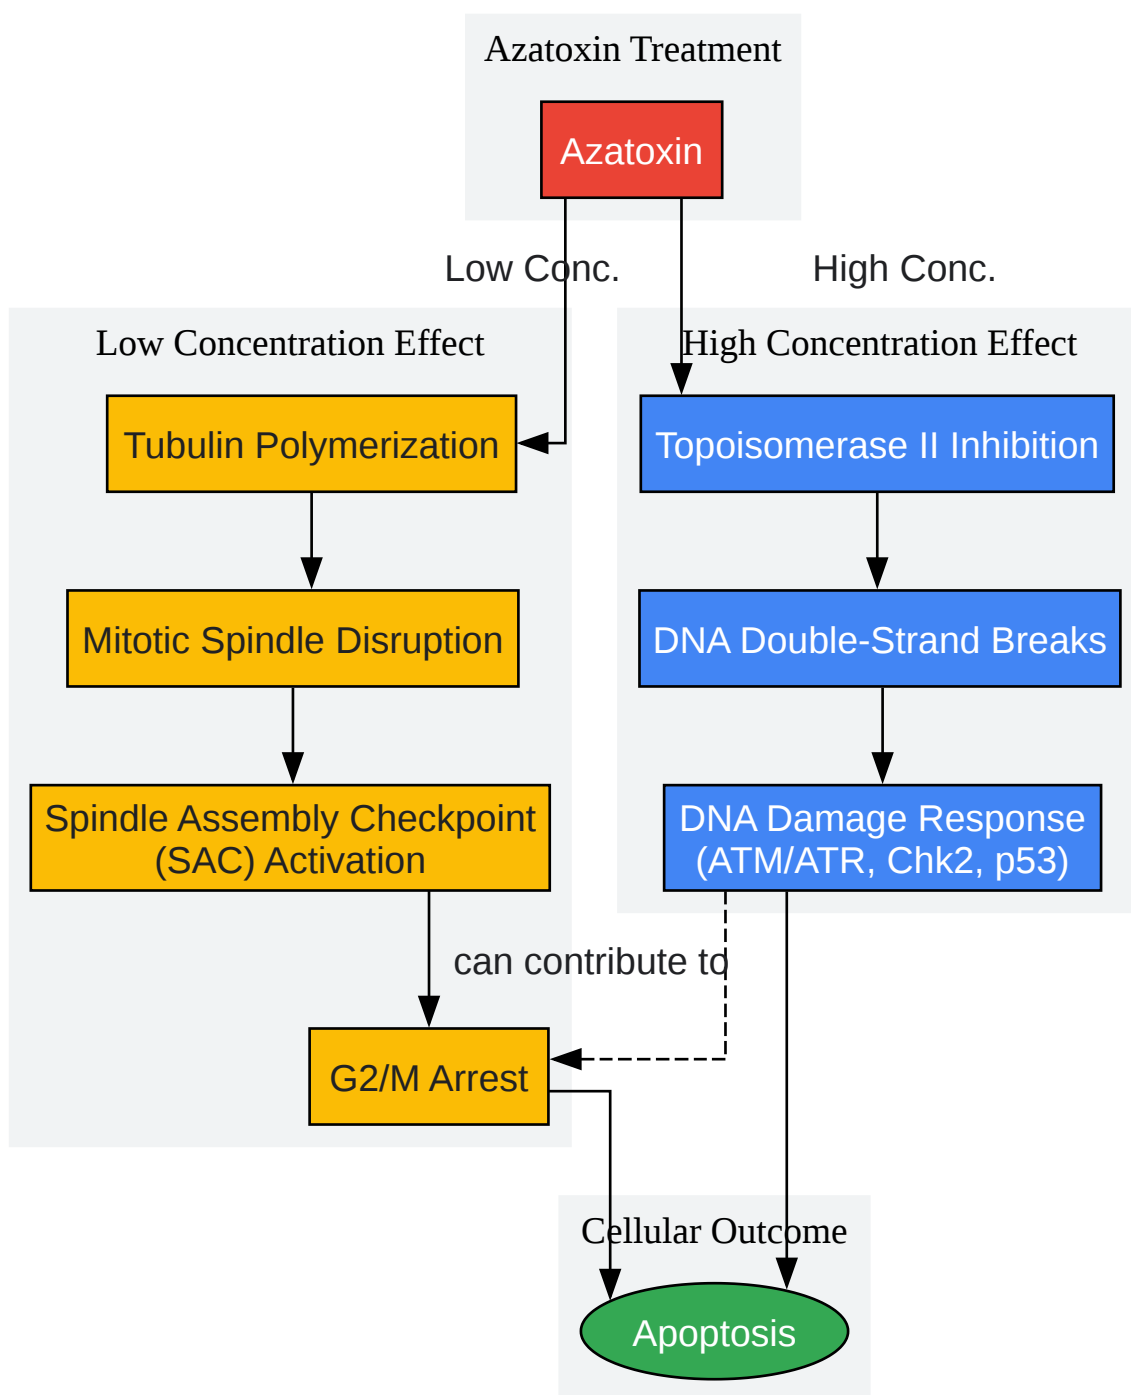 Azatoxin Treatment
Azatoxin
Low Conc.
High Conc.
Low Concentration Effect
High Concentration Effect
Tubulin Polymerization
Topoisomerase II Inhibition
Mitotic Spindle Disruption
DNA Double-Strand Breaks
Spindle Assembly Checkpoint
(SAC) Activation
DNA Damage Response
(ATM/ATR, Chk2, p53)
can contribute to
G2/M Arrest
Cellular Outcome
Apoptosis